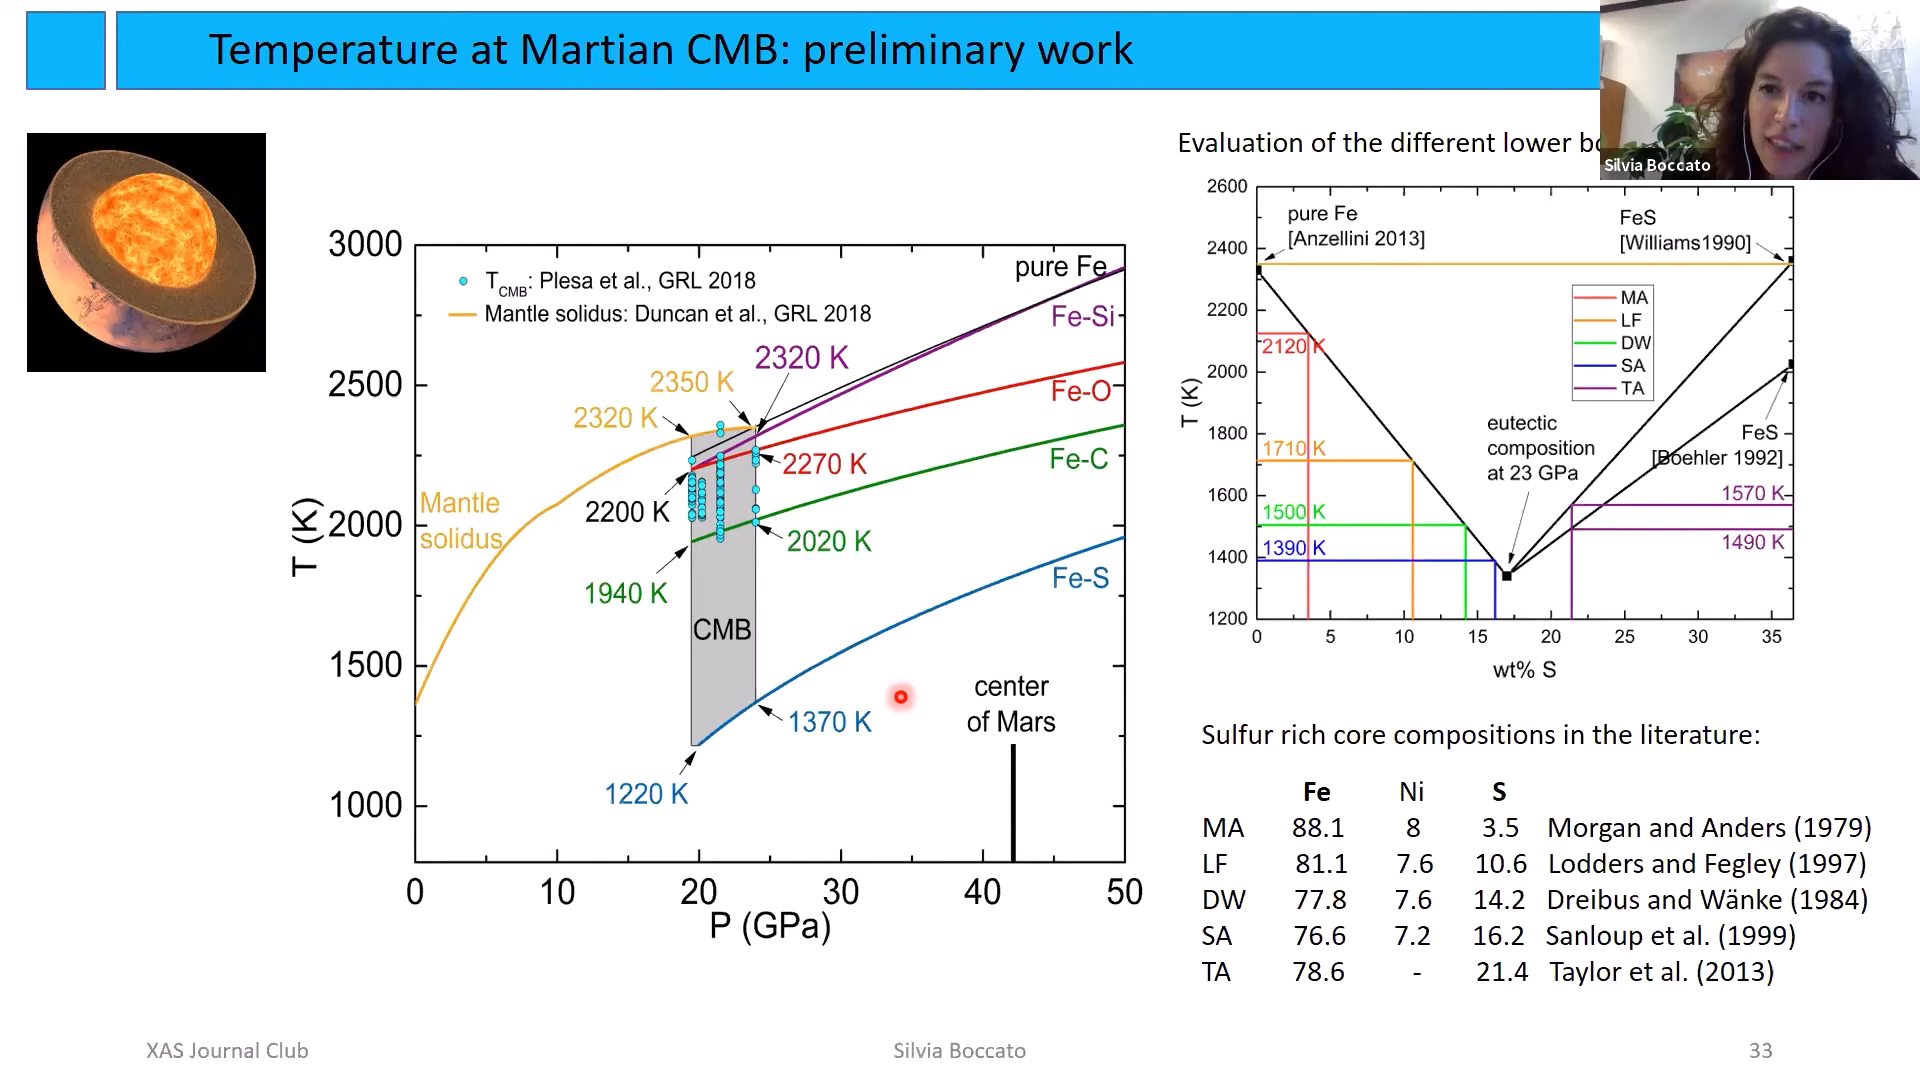 Temperature at Martian CMB: preliminary work
Silvia Boccato
Evaluation of the different lower
3000
2500
2000
1500
1000
T (K)
0
10
20
30
40
50
P (GPa)
TCMB: Plesa et al., GRL 2018
Mantle solidus: Duncan et al., GRL 2018
pure Fe
Fe-Si
Fe-O
Fe-C
Fe-S
2320 K
2350 K
2320 K
2270 K
2200 K
2020 K
1940 K
Mantle
solidus
CMB
1370 K
1220 K
center
of Mars
2600
2400
2200
2000
1800
1600
1400
1200
T (K)
0
5
10
15
20
25
30
35
wt% S
pure Fe
[Anzellini 2013]
FeS
[Williams1990]
MA
LF
DW
SA
TA
2120 K
1710 K
1500 K
1390 K
eutectic
composition
at 23 GPa
FeS
[Boehler 1992]
1570 K
1490 K
Sulfur rich core compositions in the literature:
Fe Ni S
MA 88.1 8 3.5 Morgan and Anders (1979)
LF 81.1 7.6 10.6 Lodders and Fegley (1997)
DW 77.8 7.6 14.2 Dreibus and Wänke (1984)
SA 76.6 7.2 16.2 Sanloup et al. (1999)
TA 78.6 - 21.4 Taylor et al. (2013)
XAS Journal Club
Silvia Boccato
33